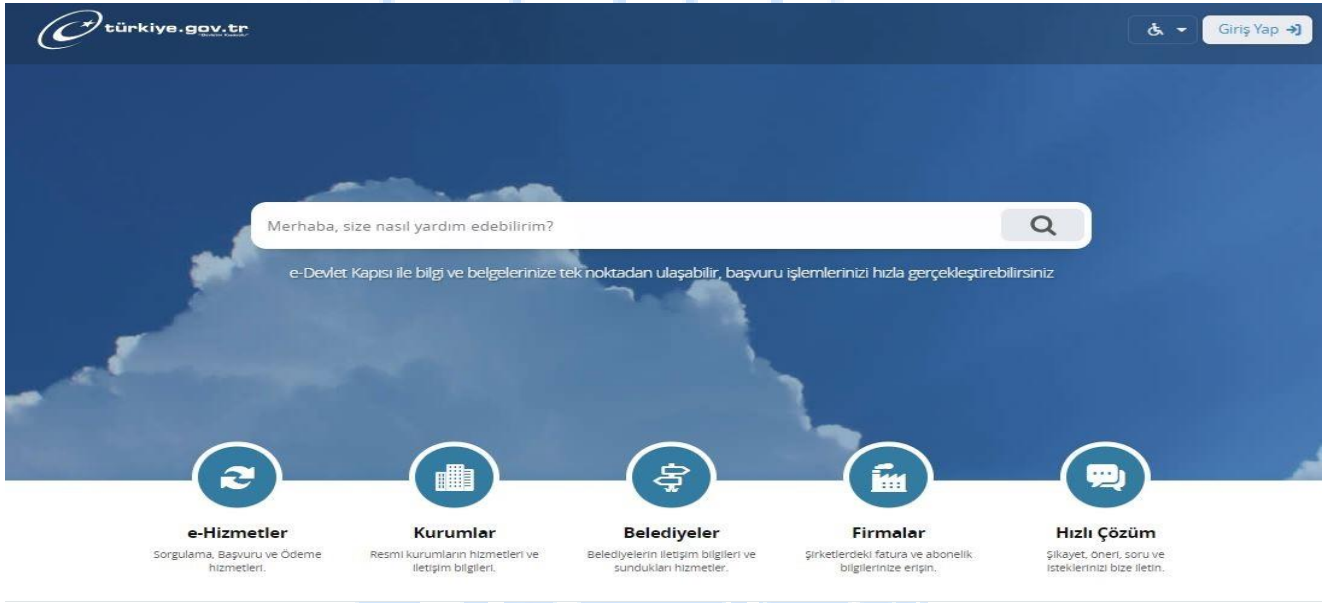 türkiye.gov.tr
Giriş Yap
Merhaba, size nasıl yardım edebilirim?
e-Devlet Kapısı ile bilgi ve belgelerinize tek noktadan ulaşabilir, başvuru işlemlerinizi hızla gerçekleştirebilirsiniz
e-Hizmetler
Sorgulama, Başvuru ve Ödeme
hizmetleri.
Kurumlar
Resmi kurumların hizmetleri ve
iletişim bilgileri.
Belediyeler
Belediyelerin iletişim bilgileri ve
sundukları hizmetler.
Firmalar
Şirketlerdeki fatura ve abonelik
bilgilerinize erişin.
Hızlı Çözüm
Şikayet, öneri, soru ve
isteklerinizi bize iletin.